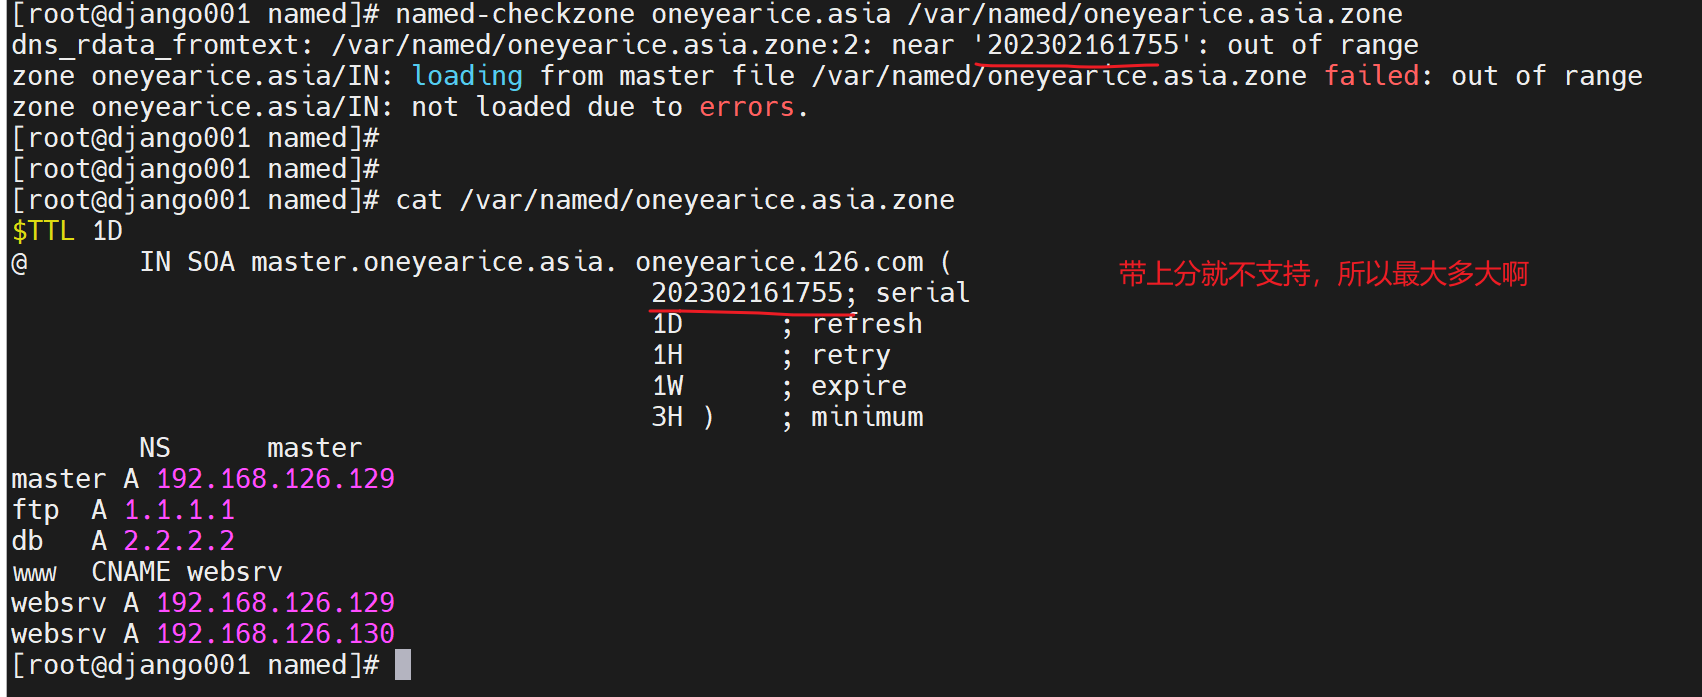 [root@django001 named]# named-checkzone oneyearice.asia /var/named/oneyearice.asia.zone
dns_rdata_fromtext: /var/named/oneyearice.asia.zone:2: near '202302161755': out of range
zone oneyearice.asia/IN: loading from master file /var/named/oneyearice.asia.zone failed: out of range
zone oneyearice.asia/IN: not loaded due to errors.
[root@django001 named]#
[root@django001 named]#
[root@django001 named]# cat /var/named/oneyearice.asia.zone
$TTL 1D
@ IN SOA master.oneyearice.asia. oneyearice.126.com (
带上分就不支持，所以最大多大啊
202302161755; serial
1D ; refresh
1H ; retry
1W ; expire
3H ) ; minimum
NS master
master A 192.168.126.129
ftp A 1.1.1.1
db A 2.2.2.2
www CNAME websrv
websrv A 192.168.126.129
websrv A 192.168.126.130
[root@django001 named]#